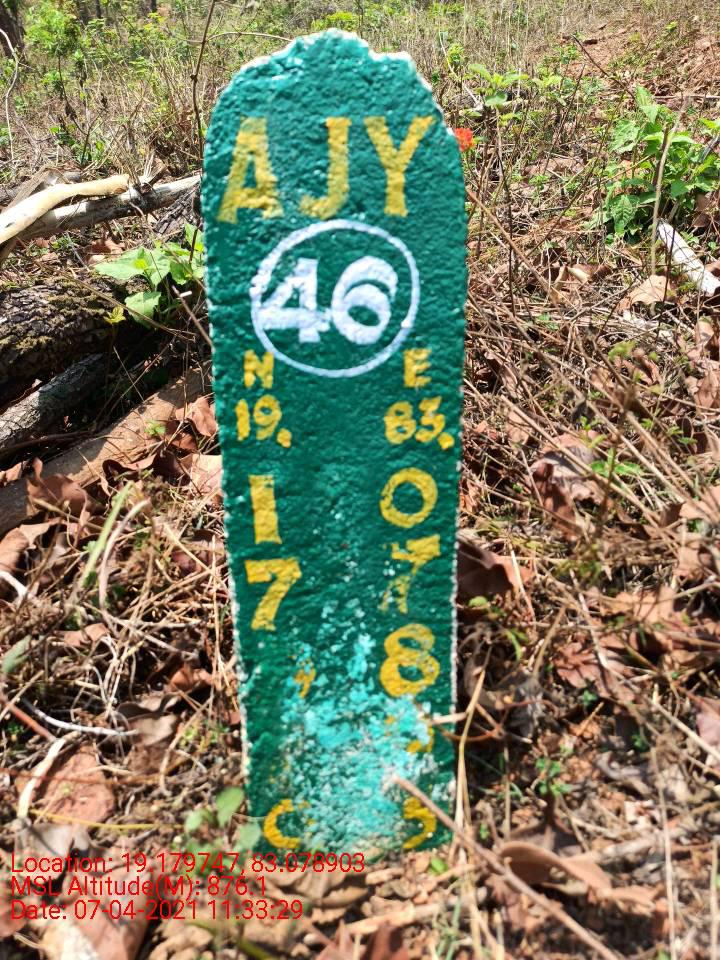 AJY
46
N E
19. 83.
1 0
7 7
8
5
Location: 19.179747, 83.078903
MSL Altitude(M): 876.1
Date: 07-04-2021 11:33:29